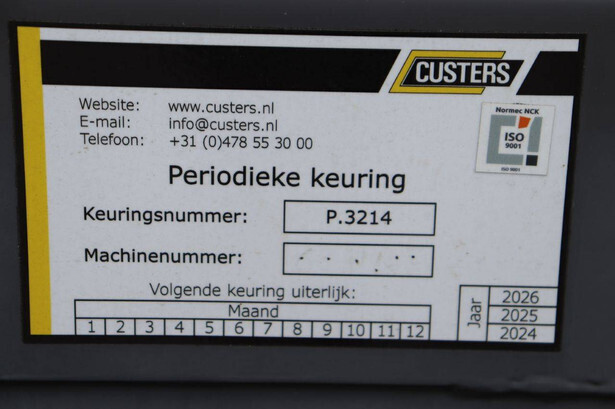 CUSTERS
Website: www.custers.nl
E-mail: info@custers.nl
Telefoon: +31 (0)478 55 30 00
Normec NCK
ISO
9001
ISO 9001
Periodieke keuring
Keuringsnummer: P.3214
Machinenummer:
Volgende keuring uiterlijk:
Maand
1 2 3 4 5 6 7 8 9 10 11 12
Jaar
2026
2025
2024